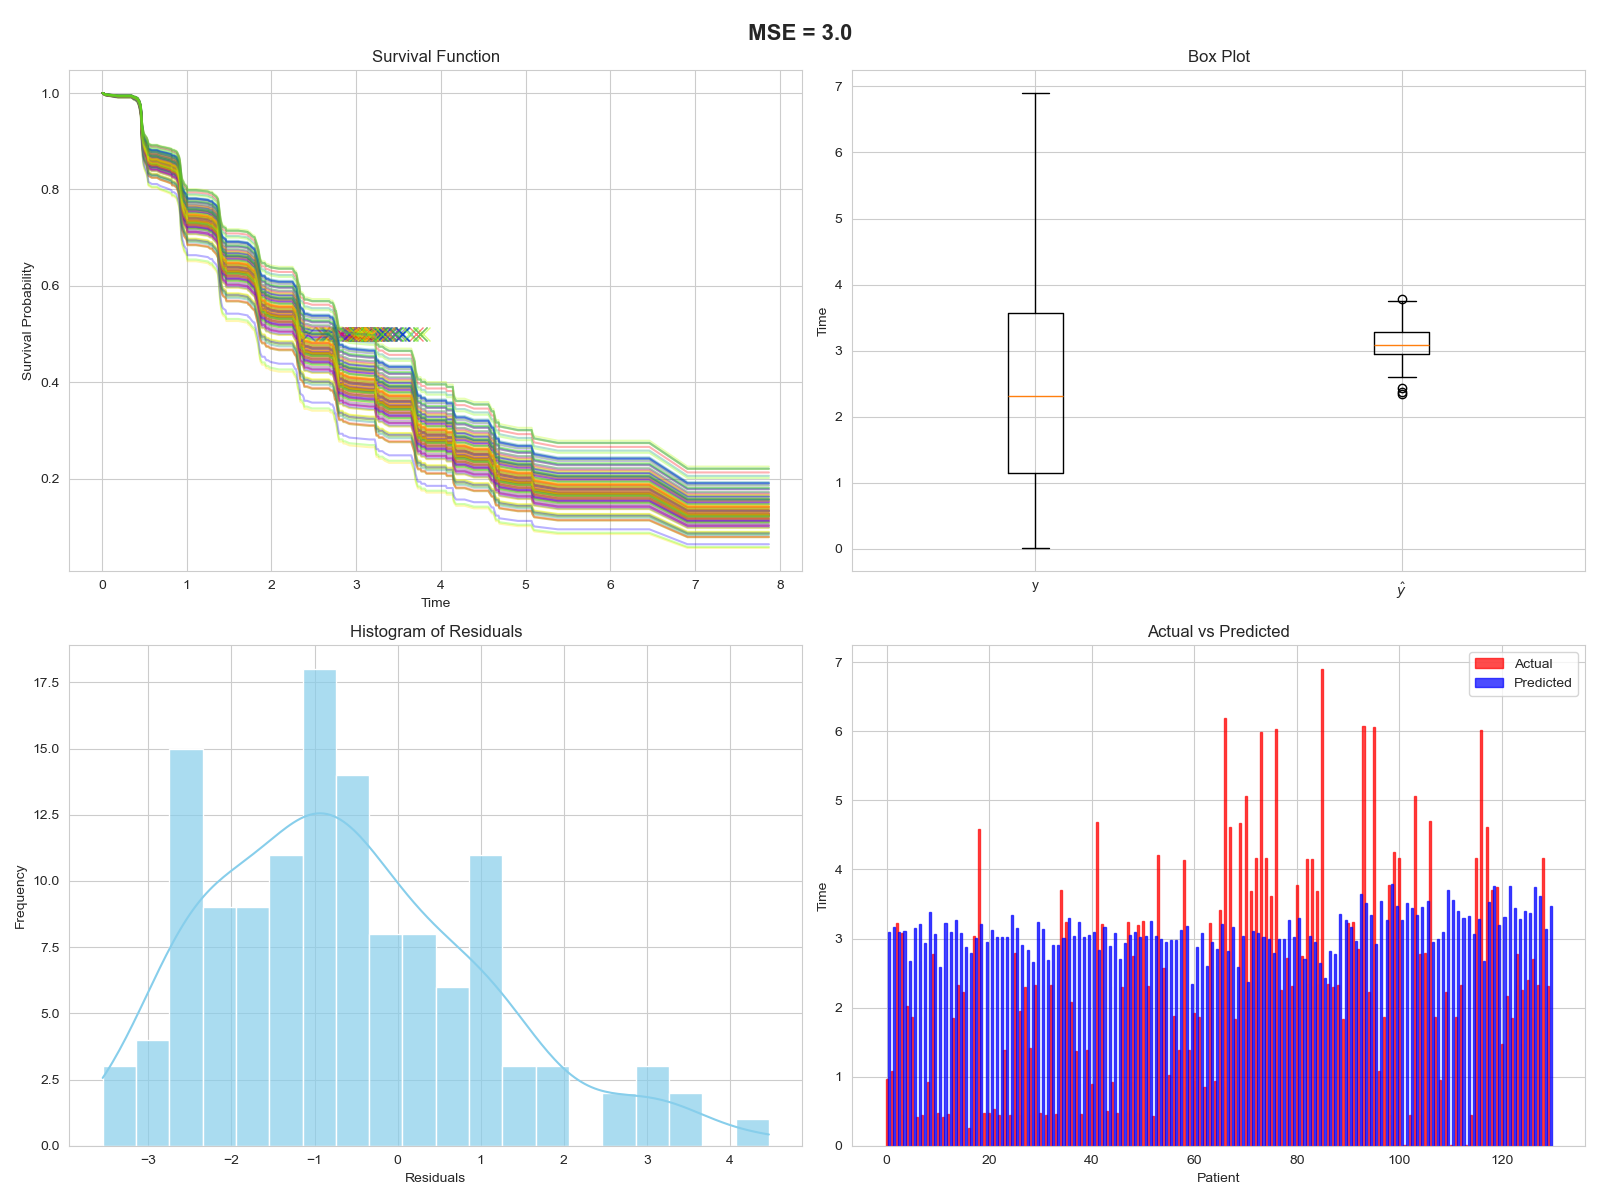 MSE = 3.0
Survival Function
Survival Probability
1.0
0.8
0.6
0.4
0.2
0 1 2 3 4 5 6 7 8
Time
Box Plot
Time
7
6
5
4
3
2
1
0
y ŷ
Histogram of Residuals
Frequency
17.5
15.0
12.5
10.0
7.5
5.0
2.5
0.0
−3 −2 −1 0 1 2 3 4
Residuals
Actual vs Predicted
Actual
Predicted
Time
7
6
5
4
3
2
1
0
0 20 40 60 80 100 120
Patient